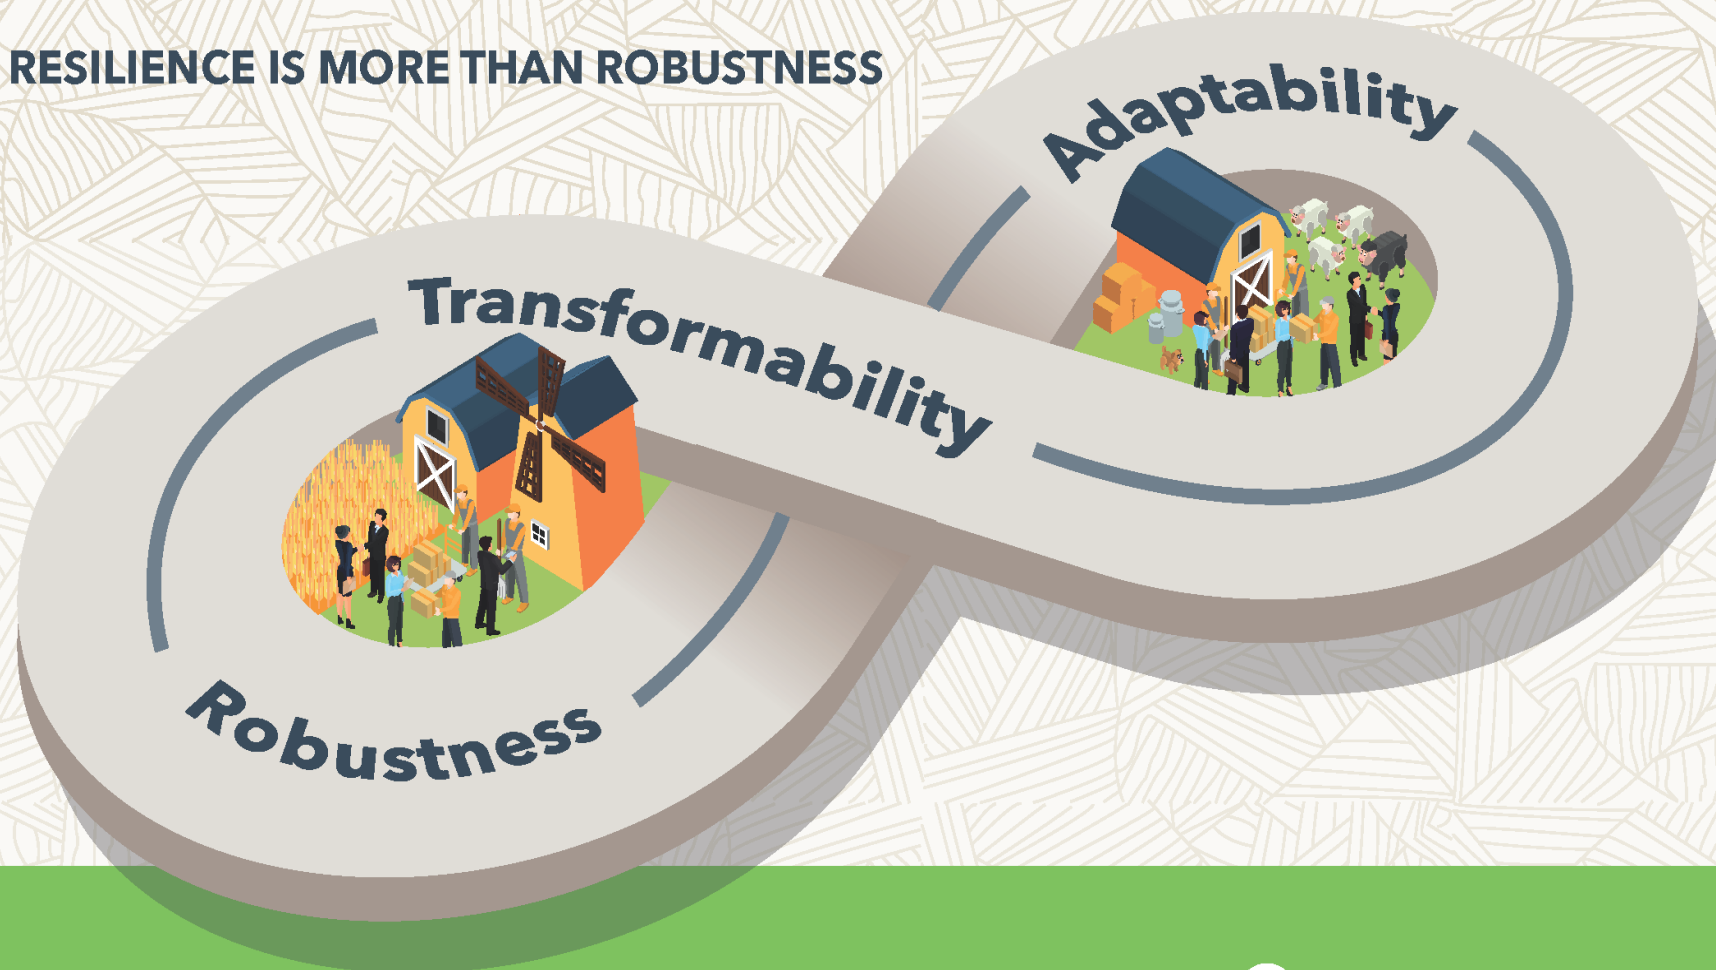 RESILIENCE IS MORE THAN ROBUSTNESS
Adaptability
Transformability
Robustness